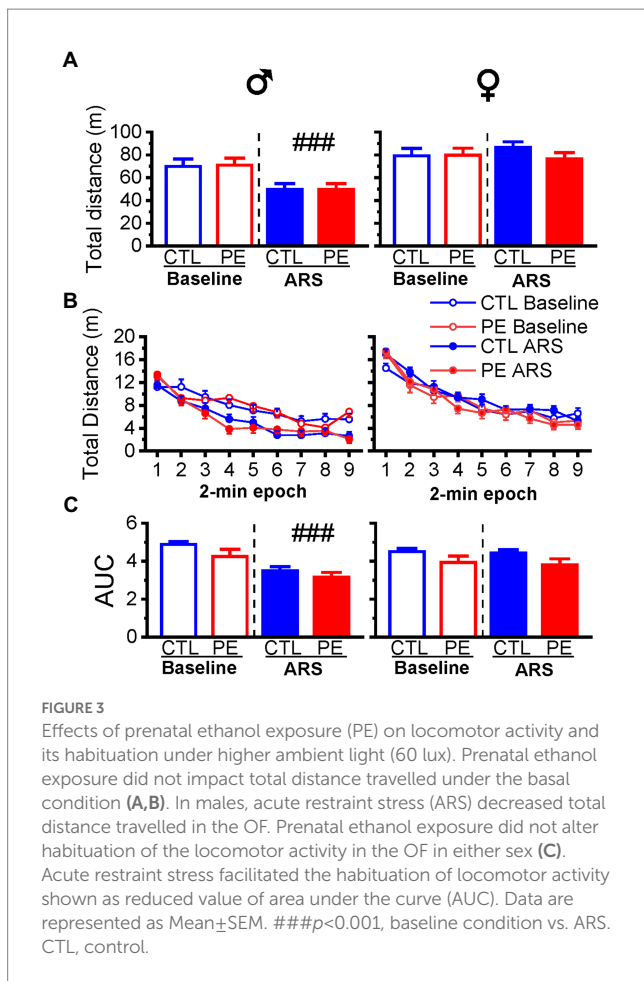 A
♂ ♀
Total distance (m)
100
80
60
40
20
0
###
CTL PE CTL PE CTL PE CTL PE
Baseline ARS Baseline ARS
B
CTL Baseline
PE Baseline
CTL ARS
PE ARS
Total Distance (m)
20
16
12
8
4
0
1 2 3 4 5 6 7 8 9 1 2 3 4 5 6 7 8 9
2-min epoch 2-min epoch
C
AUC
6
4
2
0
###
CTL PE CTL PE CTL PE CTL PE
Baseline ARS Baseline ARS
FIGURE 3
Effects of prenatal ethanol exposure (PE) on locomotor activity and
its habituation under higher ambient light (60 lux). Prenatal ethanol
exposure did not impact total distance travelled under the basal
condition (A,B). In males, acute restraint stress (ARS) decreased total
distance travelled in the OF. Prenatal ethanol exposure did not alter
habituation of the locomotor activity in the OF in either sex (C).
Acute restraint stress facilitated the habituation of locomotor activity
shown as reduced value of area under the curve (AUC). Data are
represented as Mean±SEM. ###p<0.001, baseline condition vs. ARS.
CTL, control.